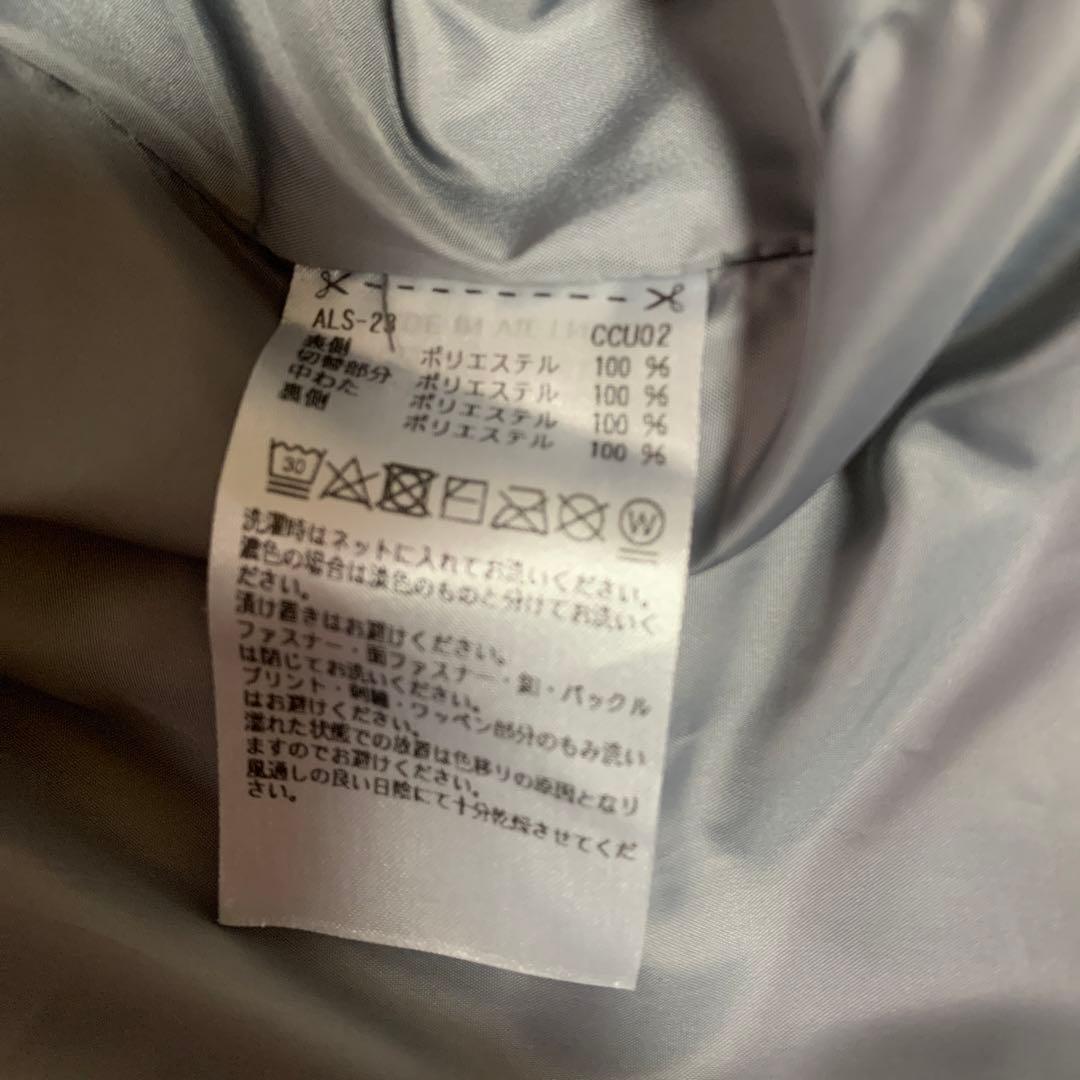 ALS-23 CCU02
表側 ポリエステル 100 %
切替部分 ポリエステル 100 %
中わた ポリエステル 100 %
裏側 ポリエステル 100 %
30 W
洗濯時はネットに入れてお洗いください。
濃色の場合は淡色のものと分けてお洗いく
ださい。
漬け置きはお避けください。
ファスナー・面ファスナー・釦・バックル
は閉じてお洗いください。
プリント・刺繍・ワッペン部分のもみ洗い
はお避けください。
濡れた状態での放置は色移りの原因となり
ますのでお避けください。
風通しの良い日陰にて十分乾燥させてくだ
さい。